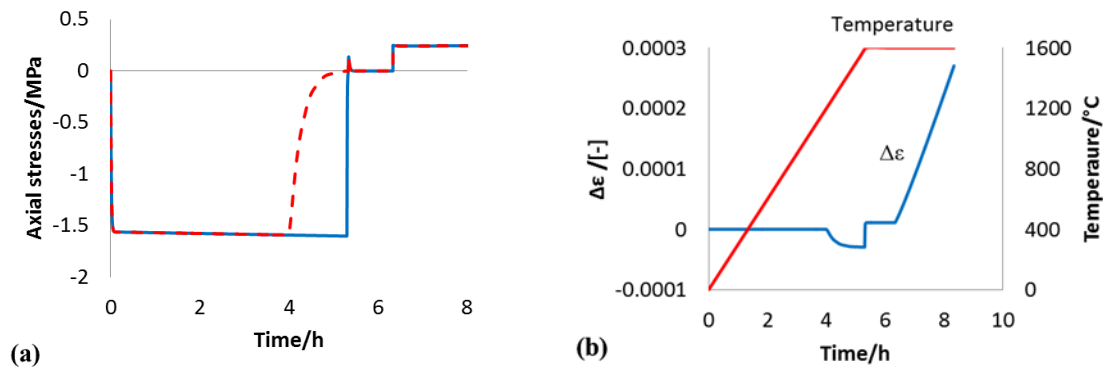 0.5
0
-0.5
-1
-1.5
-2
0 2 4 6 8
Axial stresses/MPa
Time/h
(a)
Temperature
0.0003
0.0002
0.0001
0
-0.0001
Δε /[-]
Δε
1600
1200
800
400
0
Temperaure/°C
0 2 4 6 8 10
Time/h
(b)